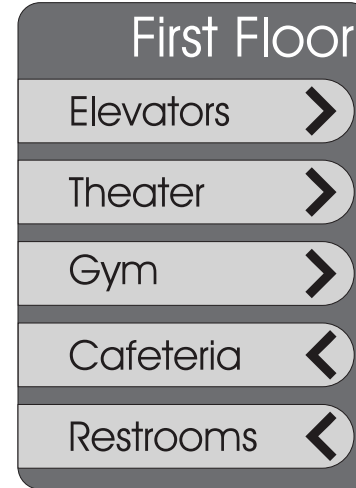 First Floor
Elevators
Theater
Gym
Cafeteria
Restrooms